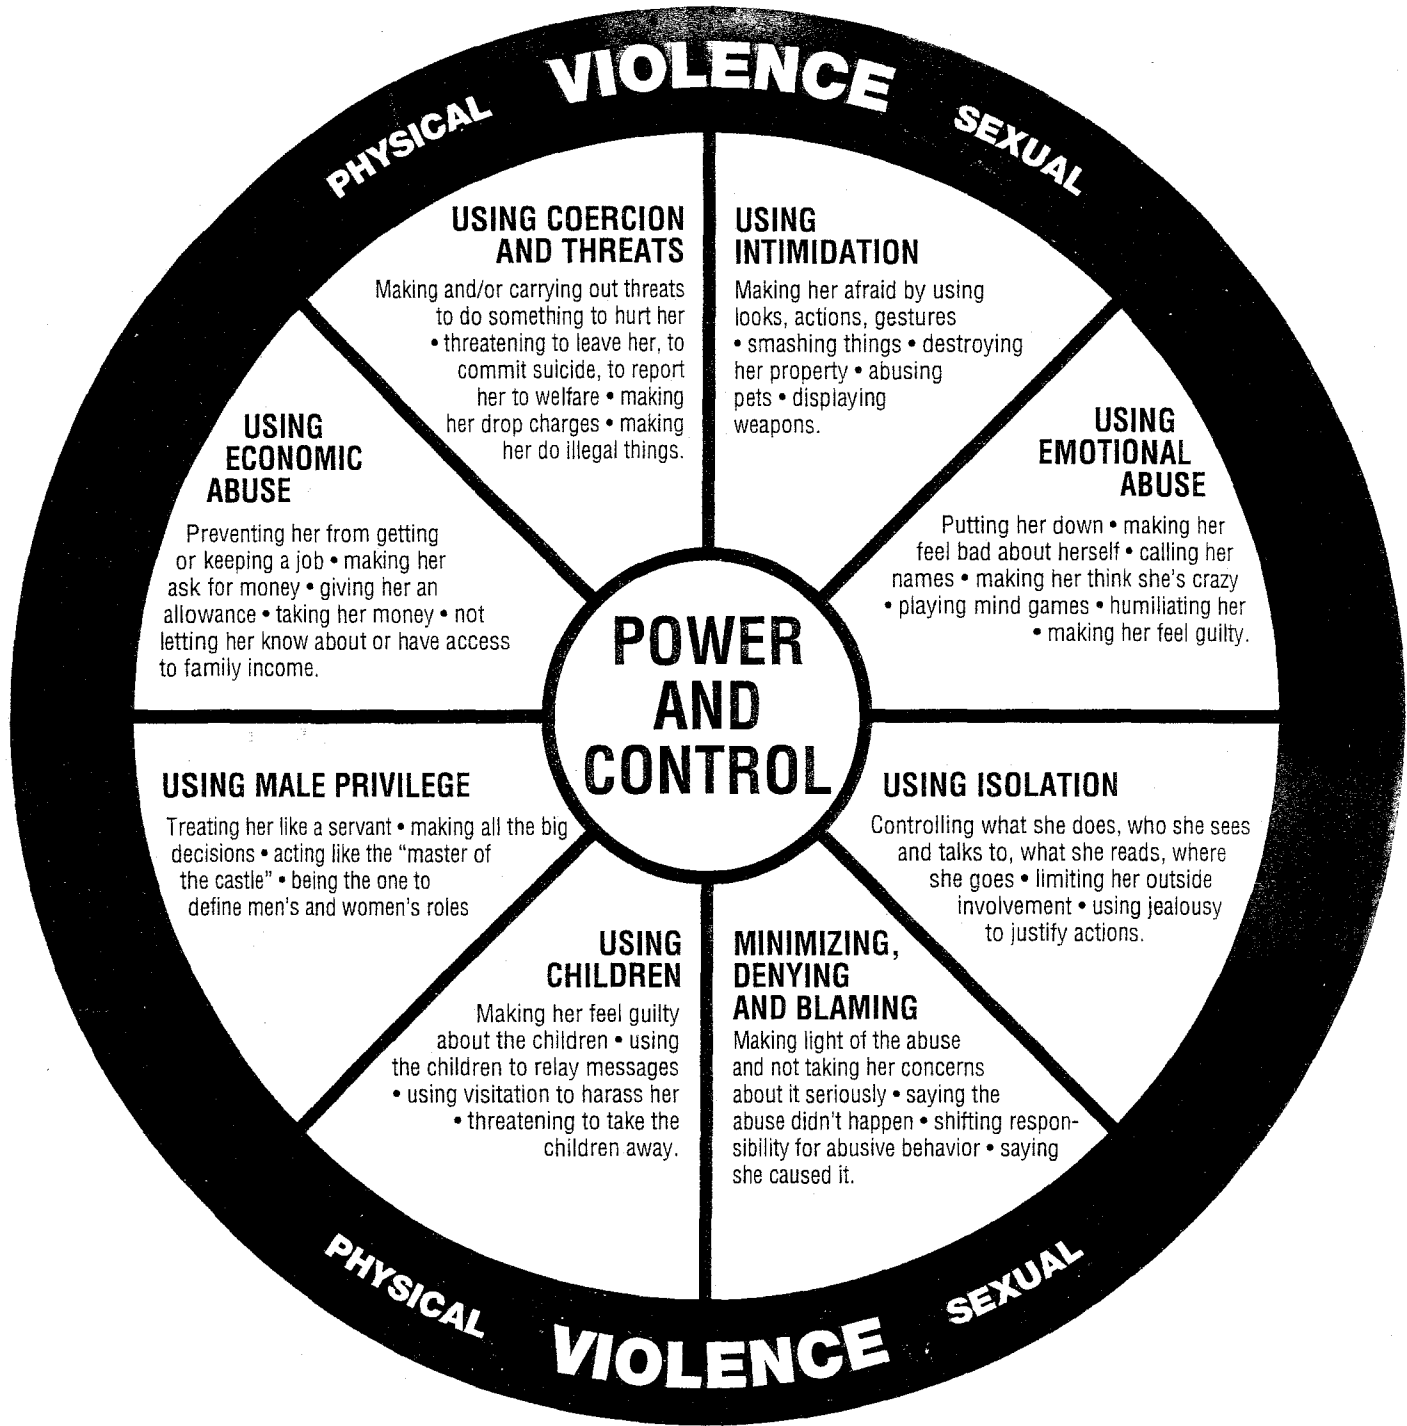 PHYSICAL
VIOLENCE
SEXUAL
USING COERCION
AND THREATS
Making and/or carrying out threats
to do something to hurt her
• threatening to leave her, to
commit suicide, to report
her to welfare • making
her drop charges • making
her do illegal things.
USING
INTIMIDATION
Making her afraid by using
looks, actions, gestures
• smashing things • destroying
her property • abusing
pets • displaying
weapons.
USING
ECONOMIC
ABUSE
Preventing her from getting
or keeping a job • making her
ask for money • giving her an
allowance • taking her money • not
letting her know about or have access
to family income.
USING
EMOTIONAL
ABUSE
Putting her down • making her
feel bad about herself • calling her
names • making her think she's crazy
• playing mind games • humiliating her
• making her feel guilty.
POWER
AND
CONTROL
USING MALE PRIVILEGE
Treating her like a servant • making all the big
decisions • acting like the "master of
the castle" • being the one to
define men's and women's roles
USING ISOLATION
Controlling what she does, who she sees
and talks to, what she reads, where
she goes • limiting her outside
involvement • using jealousy
to justify actions.
USING
CHILDREN
Making her feel guilty
about the children • using
the children to relay messages
• using visitation to harass her
• threatening to take the
children away.
MINIMIZING,
DENYING
AND BLAMING
Making light of the abuse
and not taking her concerns
about it seriously • saying the
abuse didn't happen • shifting respon-
sibility for abusive behavior • saying
she caused it.
PHYSICAL
VIOLENCE
SEXUAL